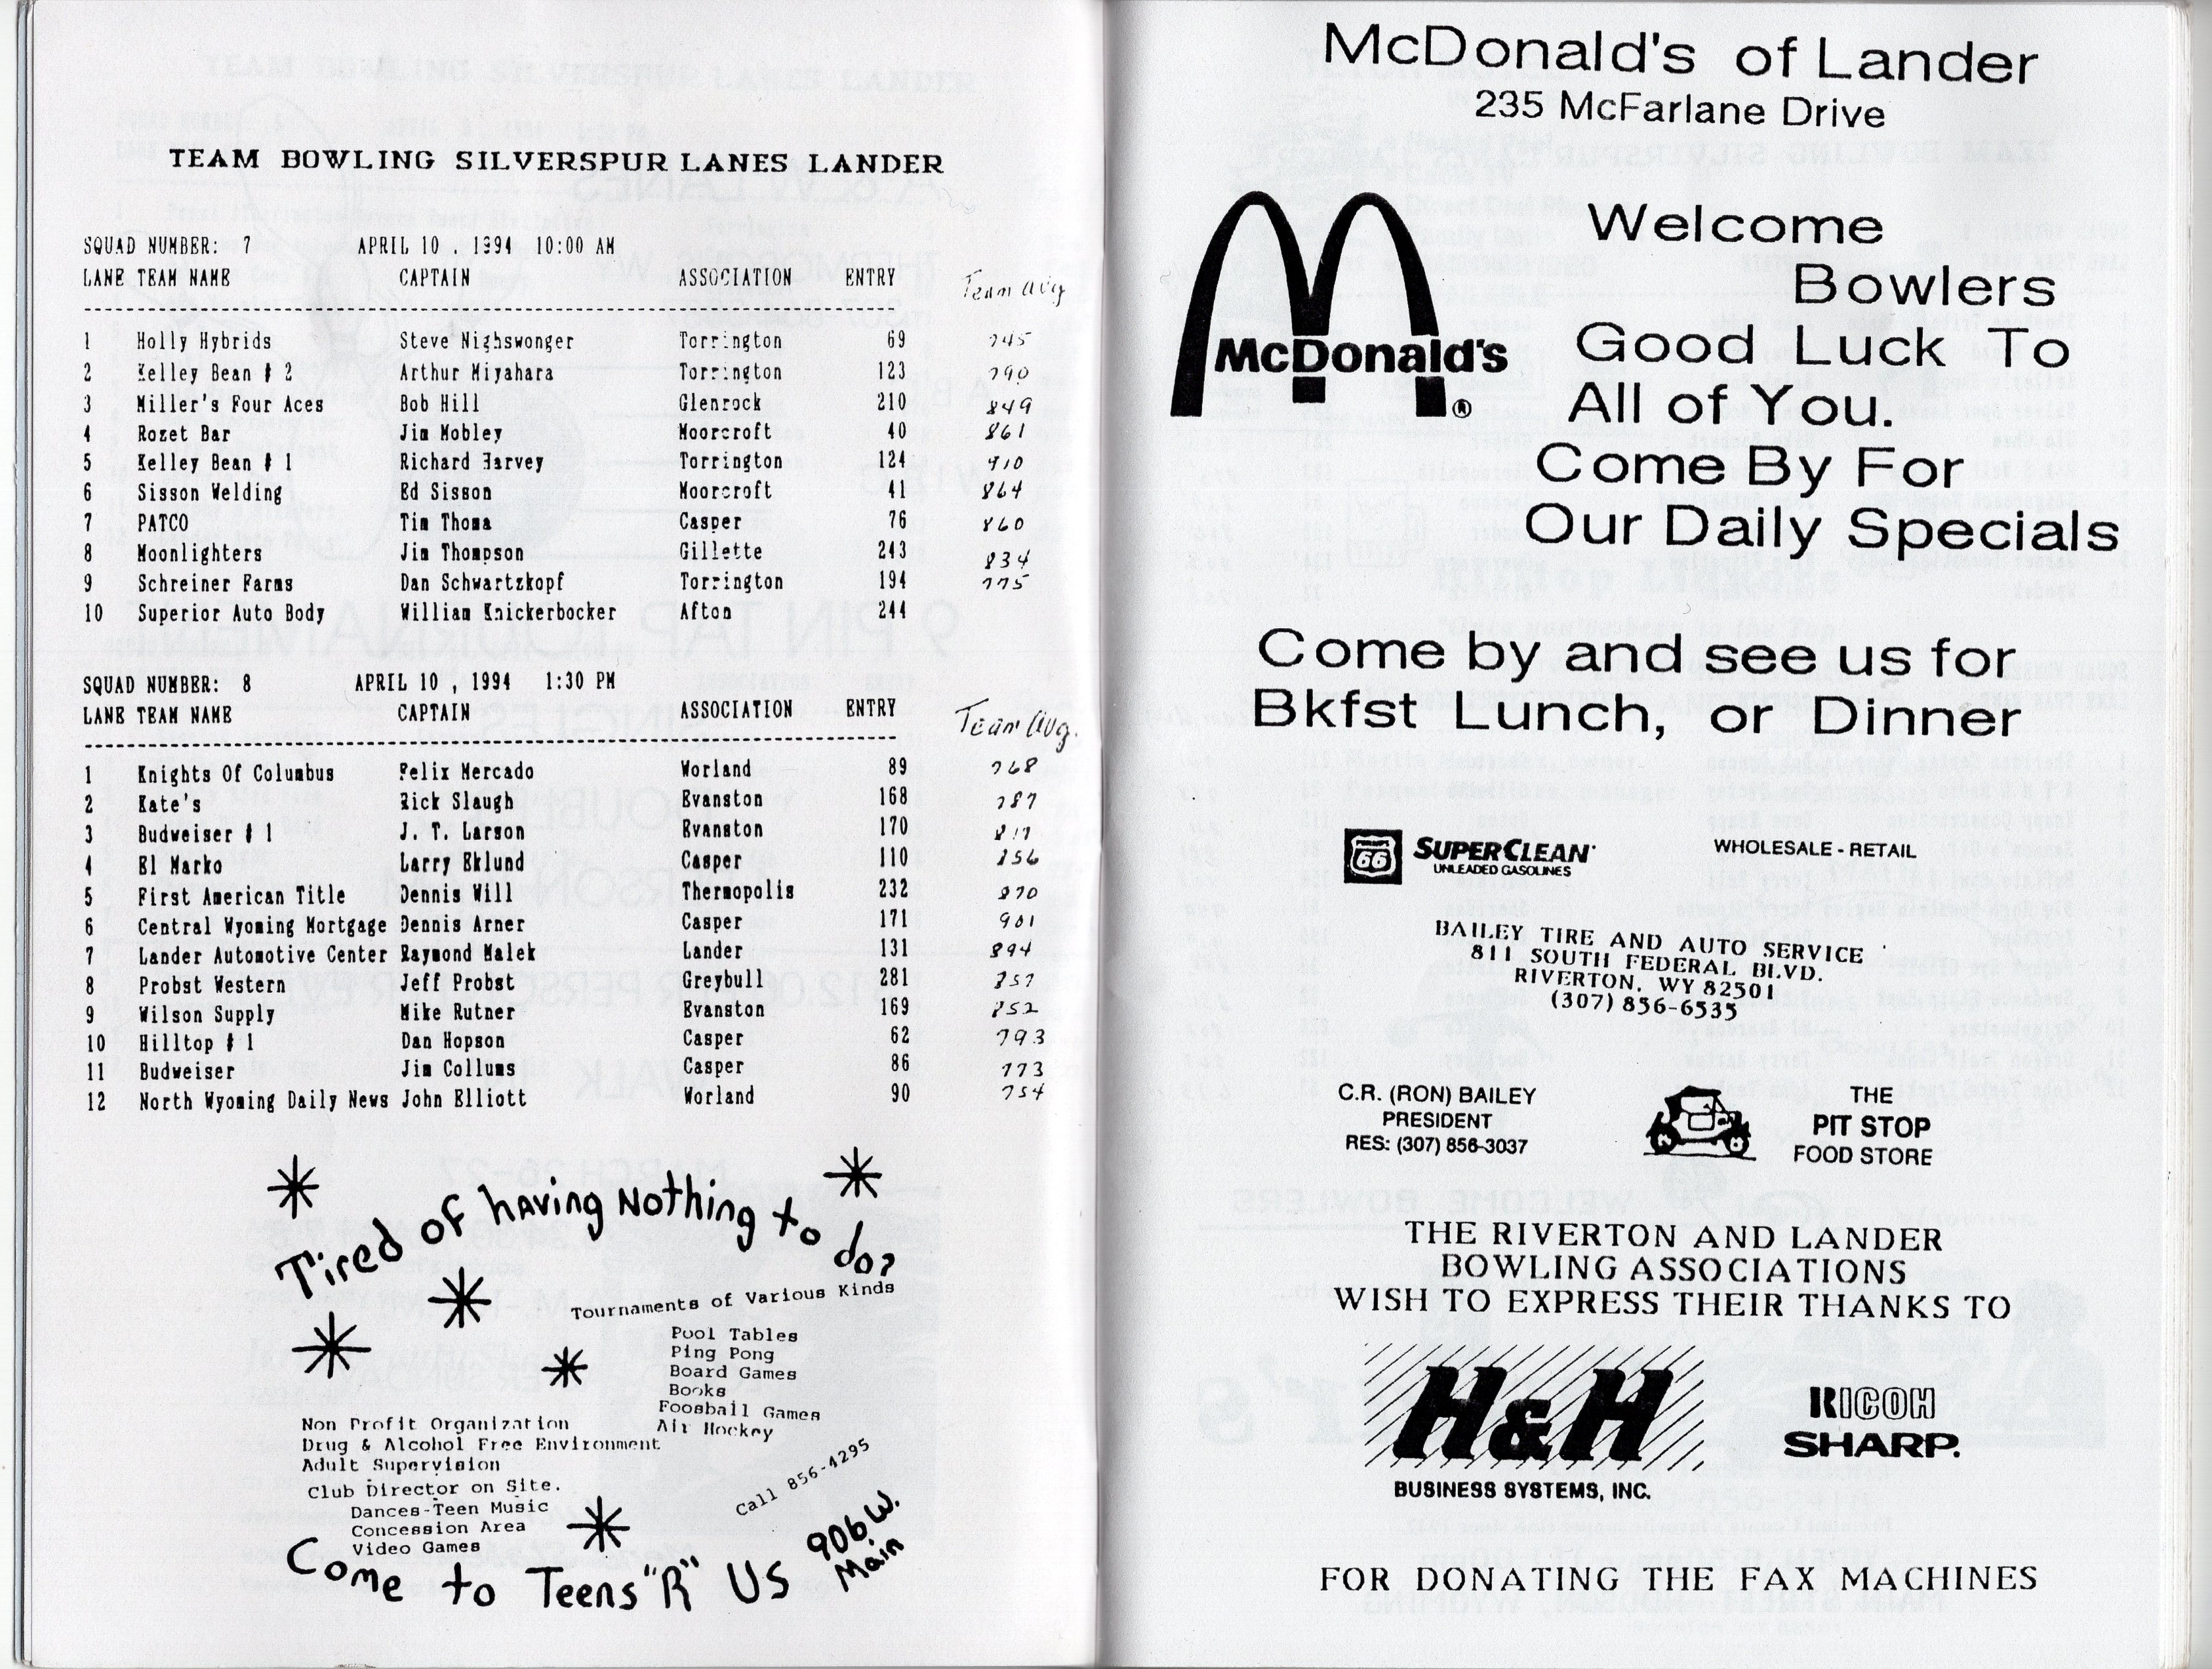 TEAM BOWLING SILVERSPUR LANES LANDER
SQUAD NUMBER: 7 APRIL 10 , 1994 10:00 AM
LANE TEAM NAME CAPTAIN ASSOCIATION ENTRY Team avg
1 Holly Hybrids Steve Nighswonger Torrington 69 745
2 Kelley Bean # 2 Arthur Miyahara Torrington 123 790
3 Miller's Four Aces Bob Hill Glenrock 210 849
4 Rozet Bar Jim Mobley Moorcroft 40 861
5 Kelley Bean # 1 Richard Harvey Torrington 124 910
6 Sisson Welding Ed Sisson Moorcroft 41 864
7 PATCO Tim Thoma Casper 76 860
8 Moonlighters Jim Thompson Gillette 243 834
9 Schreiner Farms Dan Schwartzkopf Torrington 194 775
10 Superior Auto Body William Knickerbocker Afton 244
SQUAD NUMBER: 8 APRIL 10 , 1994 1:30 PM
LANE TEAM NAME CAPTAIN ASSOCIATION ENTRY Team Avg.
1 Knights Of Columbus Felix Mercado Worland 89 768
2 Kate's Rick Slaugh Evanston 168 787
3 Budweiser # 1 J. T. Larson Evanston 170
4 El Marko Larry Eklund Casper 110
5 First American Title Dennis Will Thermopolis 232 870
6 Central Wyoming Mortgage Dennis Arner Casper 171 901
7 Lander Automotive Center Raymond Malek Lander 131 894
8 Probst Western Jeff Probst Greybull 281
9 Wilson Supply Mike Rutner Evanston 169
10 Hilltop # 1 Dan Hopson Casper 62 793
11 Budweiser Jim Collums Casper 86 773
12 North Wyoming Daily News John Elliott Worland 90 754
Tired of having nothing to do?
Tournaments of Various Kinds
Pool Tables
Ping Pong
Board Games
Books
Foosball Games
Air Hockey
Non Profit Organization
Drug & Alcohol Free Environment
Adult Supervision
Club Director on Site.
Dances-Teen Music
Concession Area
Video Games
Call 856-4295
Come to Teens "R" US
906 W.
Main
McDonald's of Lander
235 McFarlane Drive
McDonald's®
Welcome
Bowlers
Good Luck To
All of You.
Come By For
Our Daily Specials
Come by and see us for
Bkfst Lunch, or Dinner
66 SUPERCLEAN
UNLEADED GASOLINES
WHOLESALE - RETAIL
BAILEY TIRE AND AUTO SERVICE
811 SOUTH FEDERAL BLVD.
RIVERTON, WY 82501
(307) 856-6535
C.R. (RON) BAILEY
PRESIDENT
RES: (307) 856-3037
THE
PIT STOP
FOOD STORE
THE RIVERTON AND LANDER
BOWLING ASSOCIATIONS
WISH TO EXPRESS THEIR THANKS TO
H&H
BUSINESS SYSTEMS, INC.
RICOH
SHARP.
FOR DONATING THE FAX MACHINES